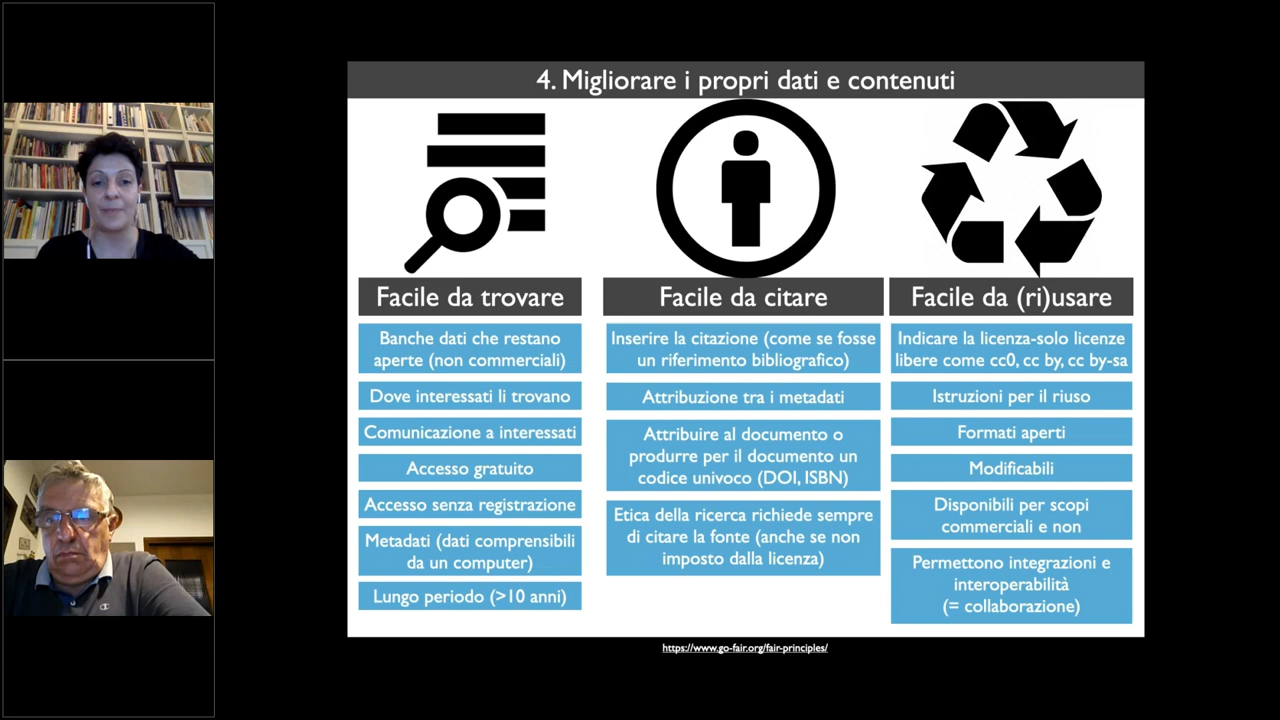 4. Migliorare i propri dati e contenuti
Facile da trovare
Banche dati che restano
aperte (non commerciali)
Dove interessati li trovano
Comunicazione a interessati
Accesso gratuito
Accesso senza registrazione
Metadati (dati comprensibili
da un computer)
Lungo periodo (>10 anni)
Facile da citare
Inserire la citazione (come se fosse
un riferimento bibliografico)
Attribuzione tra i metadati
Attribuire al documento o
produrre per il documento un
codice univoco (DOI, ISBN)
Etica della ricerca richiede sempre
di citare la fonte (anche se non
imposto dalla licenza)
Facile da (ri)usare
Indicare la licenza-solo licenze
libere come cc0, cc by, cc by-sa
Istruzioni per il riuso
Formati aperti
Modificabili
Disponibili per scopi
commerciali e non
Permettono integrazioni e
interoperabilità
(= collaborazione)
https://www.go-fair.org/fair-principles/